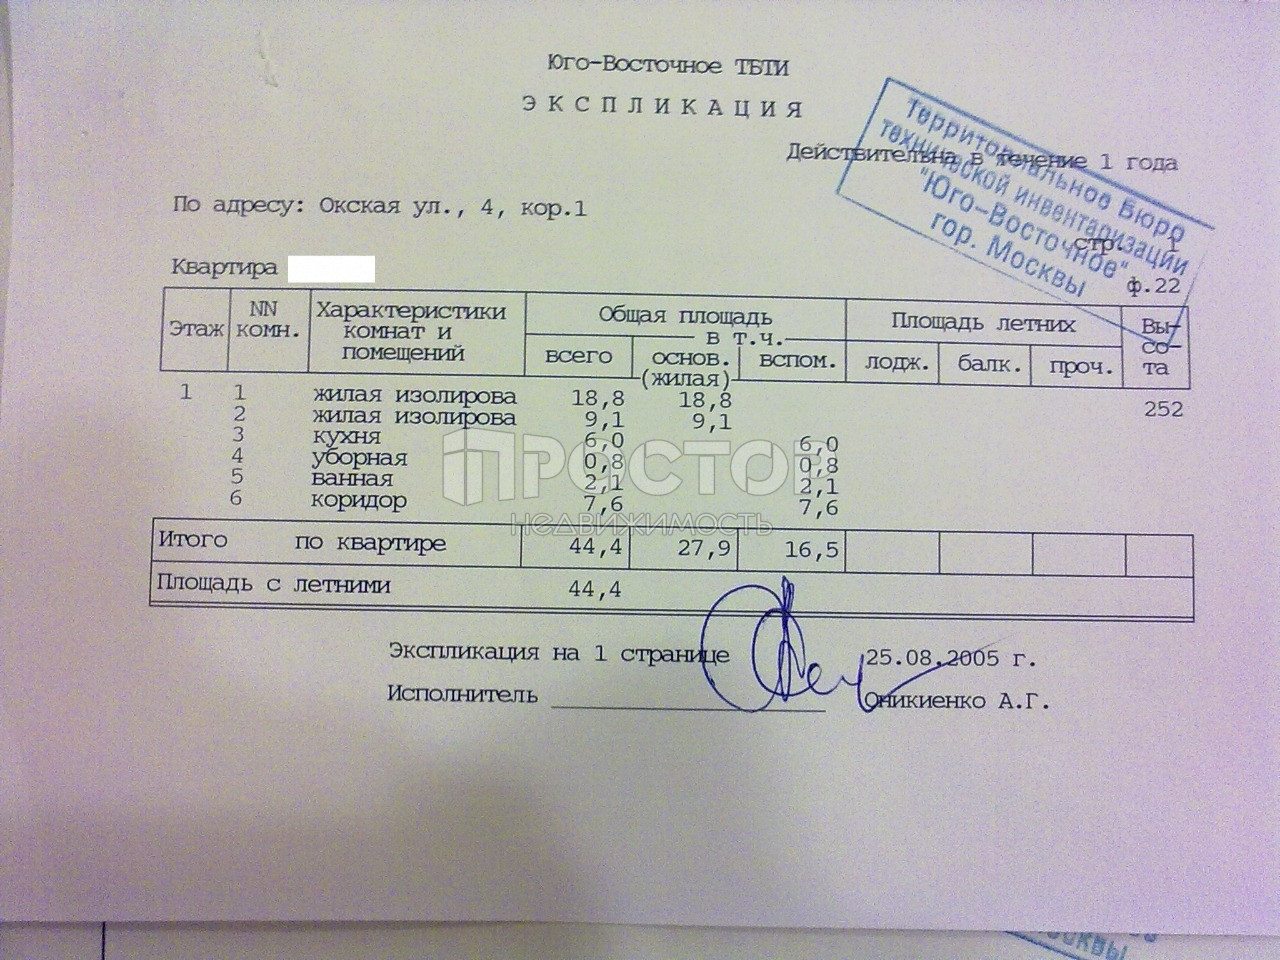 Юго-Восточное ТБТИ
ЭКСПЛИКАЦИЯ
Действительна в течение 1 года
Территориальное Бюро
технической инвентаризации
"Юго-Восточное"
гор. Москвы
По адресу: Окская ул., 4, кор.1
стр. 1
Квартира
ф.22
Этаж NN комн. Характеристики комнат и помещений Общая площадь Площадь летних Вы-со-та
в т.ч.
всего основ. (жилая) вспом. лодж. балк. проч.
1 1 жилая изолирова 18,8 18,8 252
2 жилая изолирова 9,1 9,1
3 кухня 6,0 6,0
4 уборная 0,8 0,8
5 ванная 2,1 2,1
6 коридор 7,6 7,6
ПРОСТОР
недвижимость
Итого по квартире 44,4 27,9 16,5
Площадь с летними 44,4
Экспликация на 1 странице 25.08.2005 г.
Исполнитель Оникиенко А.Г.
Москвы